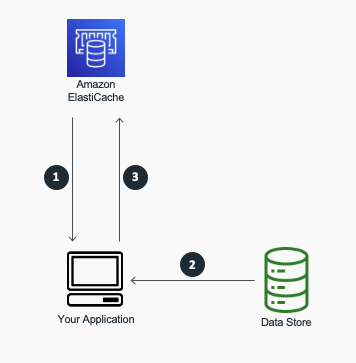 Amazon
ElastiCache
1
3
2
Your Application
Data Store